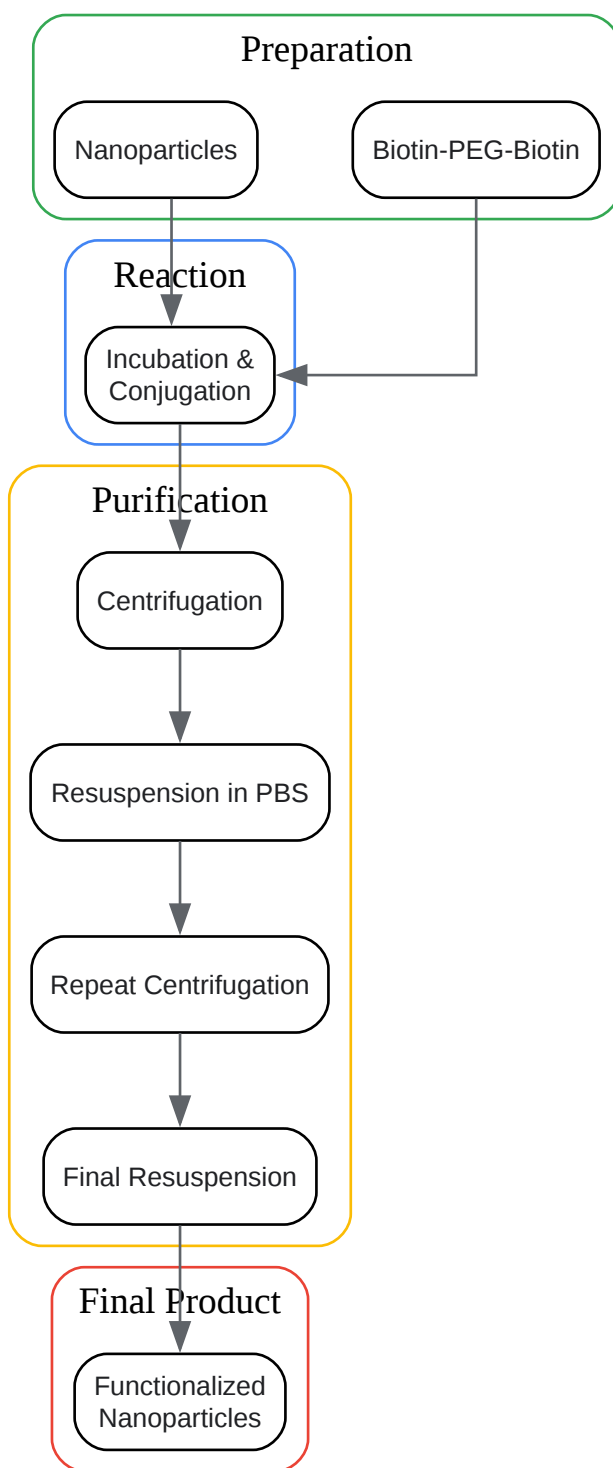 Preparation
Nanoparticles
Biotin-PEG-Biotin
Reaction
Incubation &
Conjugation
Purification
Centrifugation
Resuspension in PBS
Repeat Centrifugation
Final Resuspension
Final Product
Functionalized
Nanoparticles